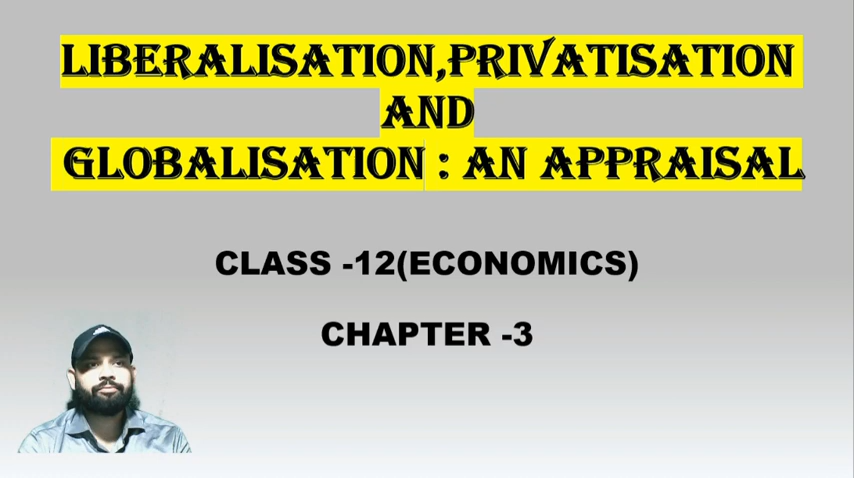 LIBERALISATION,PRIVATISATION
AND
GLOBALISATION : AN APPRAISAL
CLASS -12(ECONOMICS)
CHAPTER -3